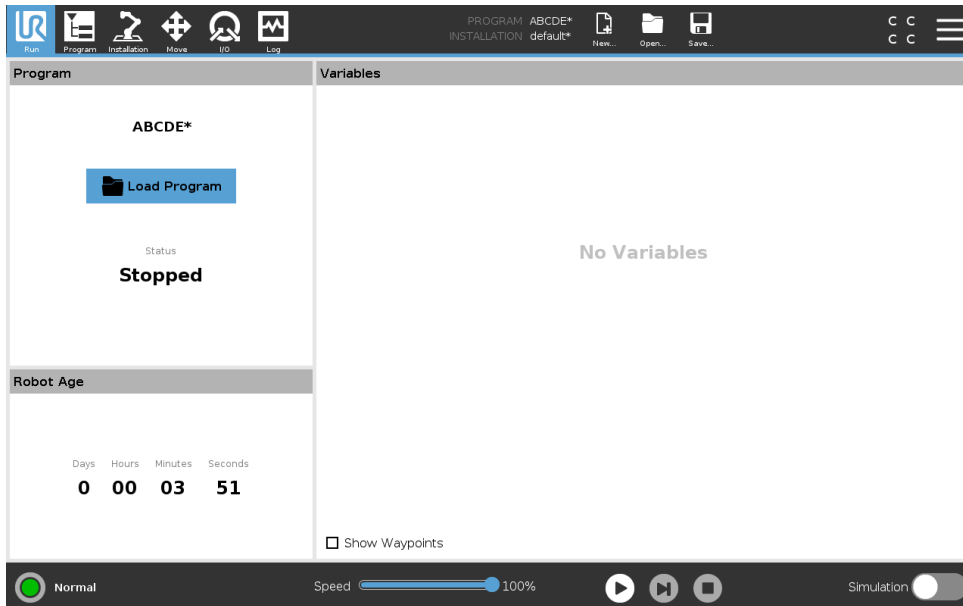 PROGRAM ABCDE*
INSTALLATION default*
Run
Program
Installation
Move
I/O
Log
New...
Open...
Save...
C C
C C
Program
Variables
ABCDE*
Load Program
Status
Stopped
No Variables
Robot Age
Days Hours Minutes Seconds
0 00 03 51
Show Waypoints
Normal
Speed 100%
Simulation